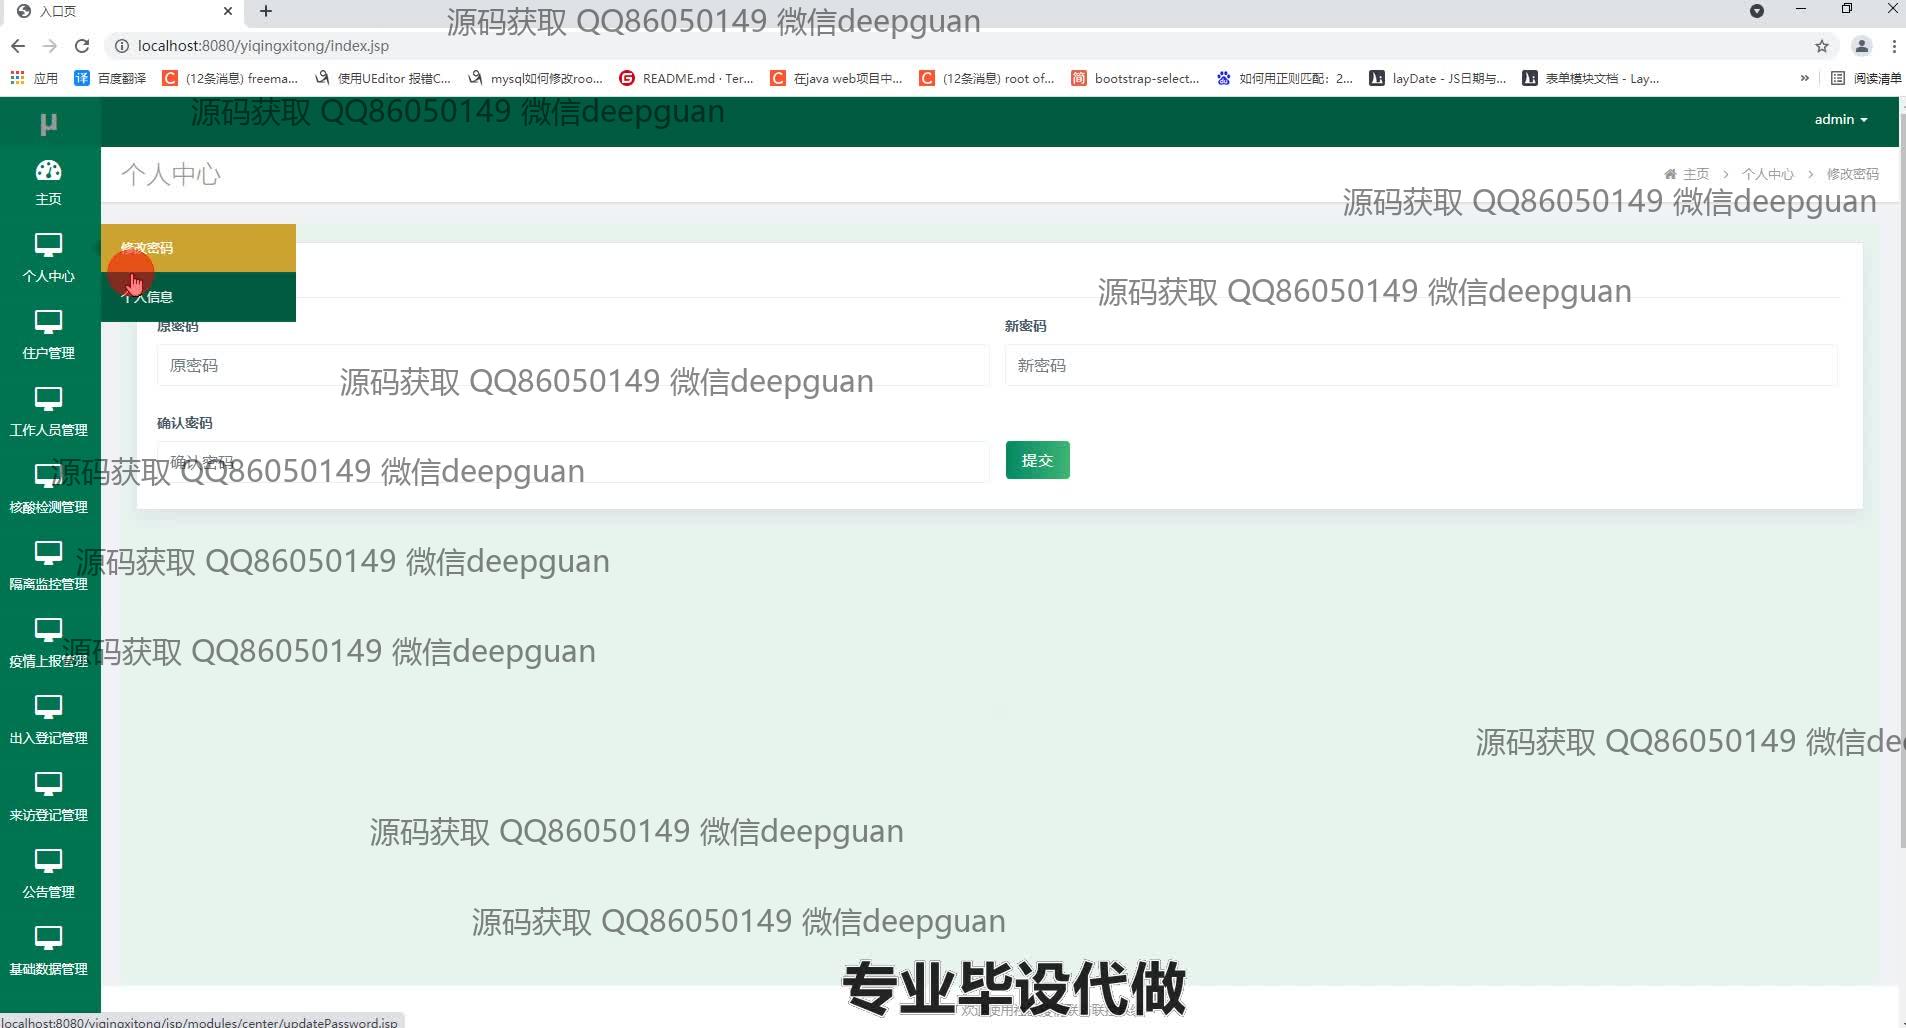 入口页
源码获取 QQ86050149 微信deepguan
localhost:8080/yiqingxitong/index.jsp
应用 百度翻译 (12条消息) freema... 使用UEditor 报错C... mysql如何修改roo... README.md · Ter... 在java web项目中... (12条消息) root of... bootstrap-select... 如何用正则匹配：2... layDate - JS日期与... 表单模块文档 - Lay... » 阅读清单
源码获取 QQ86050149 微信deepguan
μ
admin
主页
个人中心
主页 > 个人中心 > 修改密码
源码获取 QQ86050149 微信deepguan
修改密码
个人中心
个人信息
源码获取 QQ86050149 微信deepguan
原密码 新密码
住户管理
原密码 新密码
源码获取 QQ86050149 微信deepguan
确认密码
工作人员管理
确认密码
提交
源码获取 QQ86050149 微信deepguan
核酸检测管理
源码获取 QQ86050149 微信deepguan
隔离监控管理
源码获取 QQ86050149 微信deepguan
疫情上报管理
出入登记管理
源码获取 QQ86050149 微信dee
来访登记管理
源码获取 QQ86050149 微信deepguan
公告管理
源码获取 QQ86050149 微信deepguan
基础数据管理
专业毕设代做
localhost:8080/yiqingxitong/jsp/modules/center/updatePassword.jsp